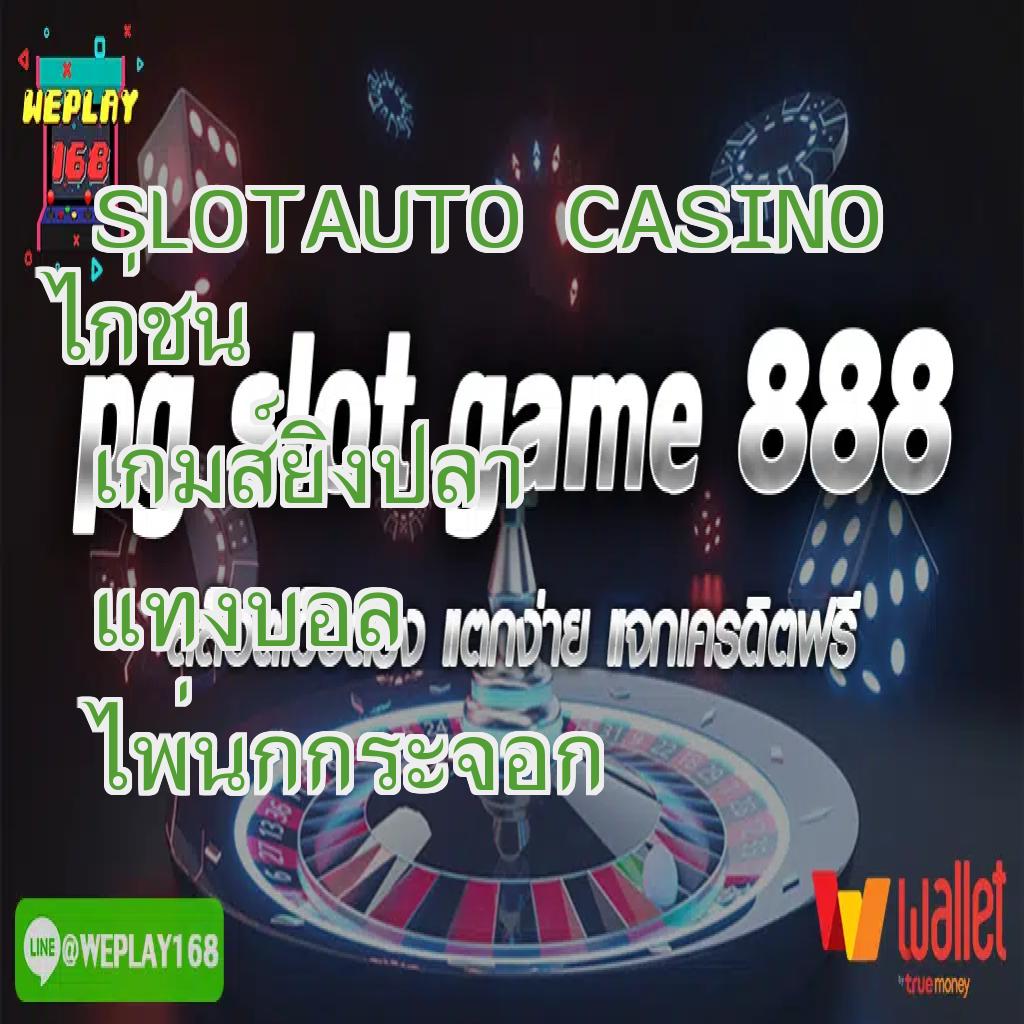 WEPLAY
168
SLOTAUTO CASINO
ไก่ชน
pg slot game 888
เกมส์ยิงปลา
แทงบอล
แตกง่าย แจกเครดิตฟรี
ไพ่นกกระจอก
LINE @WEPLAY168
wallet
by truemoney